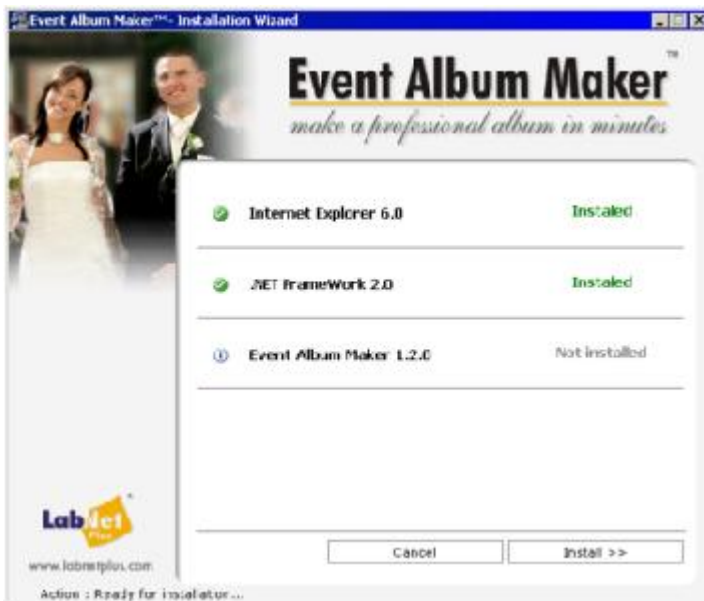 Event Album Maker™- Installation Wizard
Event Album Maker™
make a professional album in minutes
Internet Explorer 6.0 Instaled
.NET FrameWork 2.0 Instaled
Event Album Maker 1.2.0 Not installed
LabNet
Plus
www.labnetplus.com
Cancel Install >>
Action : Ready for installation...